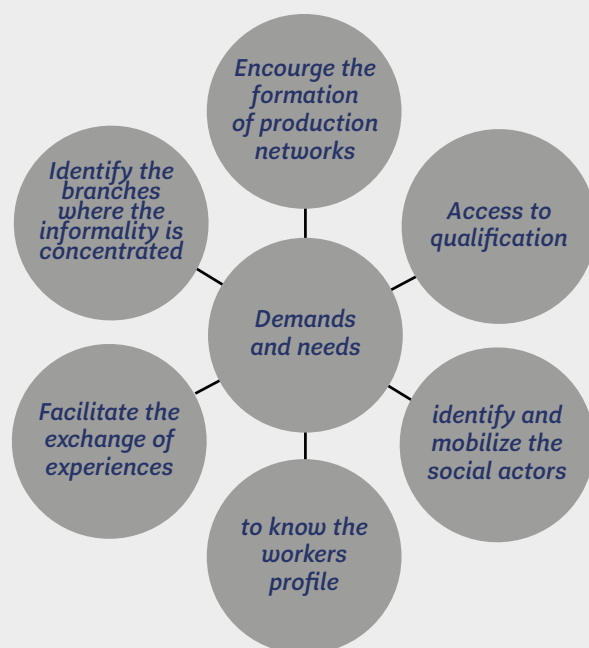 Encourge the
formation
of production
networks
Identify the
branches
where the
informality is
concentrated
Access to
qualification
Demands
and needs
Facilitate the
exchange of
experiences
identify and
mobilize the
social actors
to know the
workers
profile